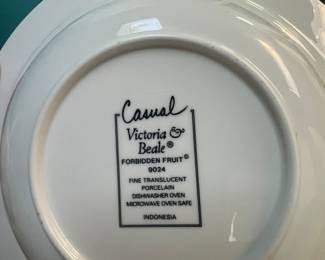 Casual
Victoria &
Beale®
FORBIDDEN FRUIT©
9024
FINE TRANSLUCENT
PORCELAIN
DISHWASHER OVEN
MICROWAVE OVEN SAFE
INDONESIA